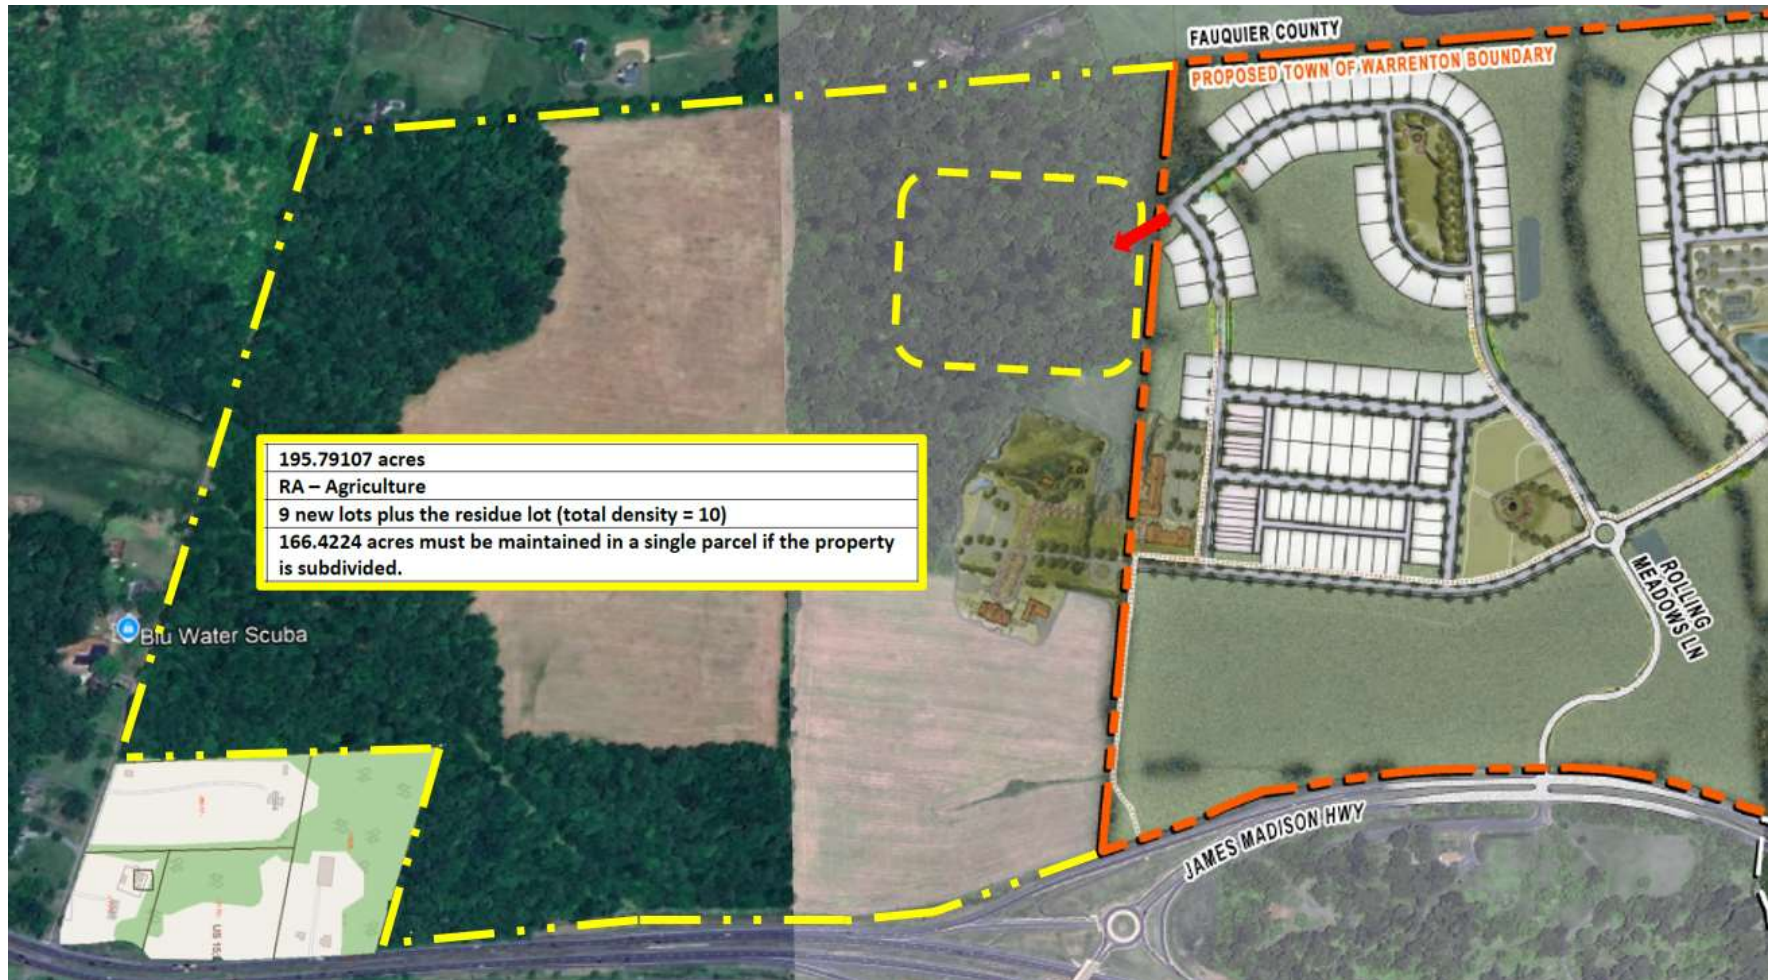 FAUQUIER COUNTY
PROPOSED TOWN OF WARRENTON BOUNDARY
195.79107 acres
RA – Agriculture
9 new lots plus the residue lot (total density = 10)
166.4224 acres must be maintained in a single parcel if the property
is subdivided.
Blu Water Scuba
ROLLING
MEADOWS LN
JAMES MADISON HWY